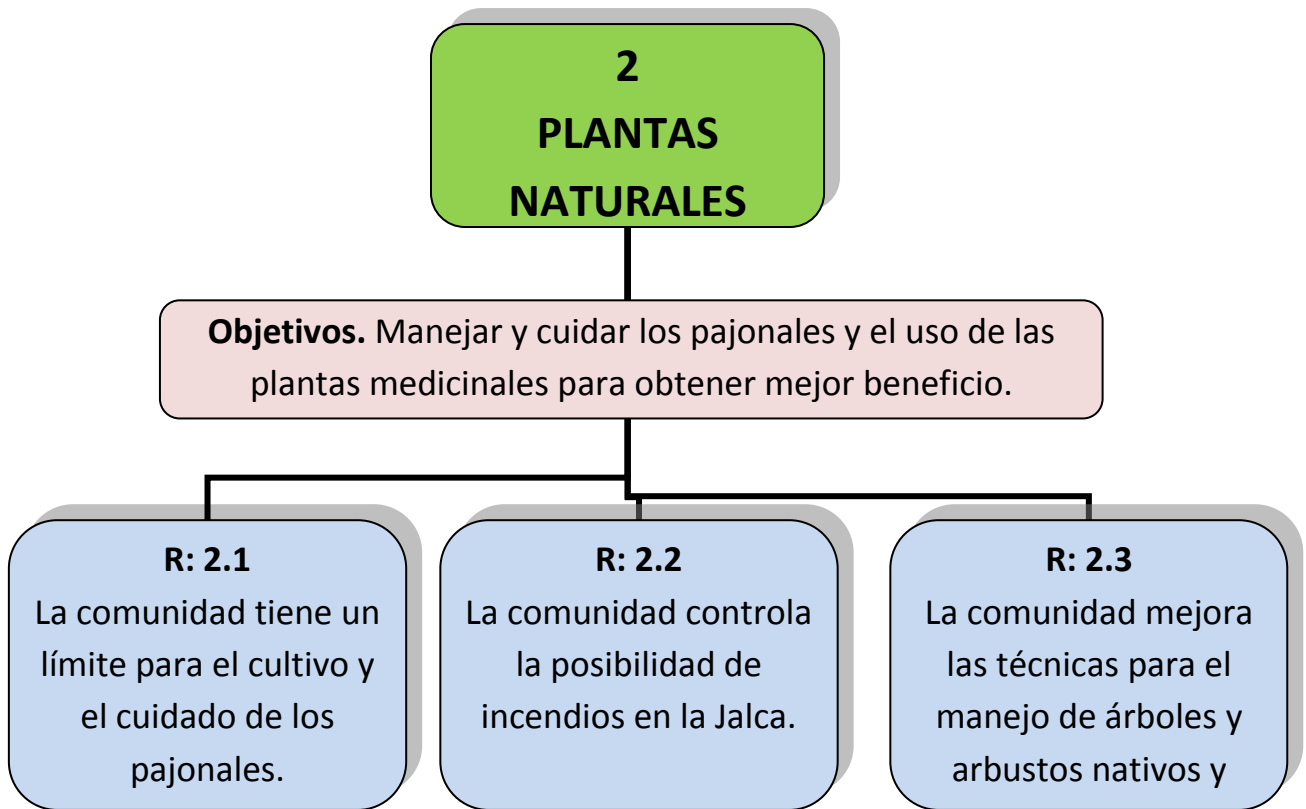 2
PLANTAS
NATURALES
Objetivos. Manejar y cuidar los pajonales y el uso de las
plantas medicinales para obtener mejor beneficio.
R: 2.1
La comunidad tiene un
límite para el cultivo y
el cuidado de los
pajonales.
R: 2.2
La comunidad controla
la posibilidad de
incendios en la Jalca.
R: 2.3
La comunidad mejora
las técnicas para el
manejo de árboles y
arbustos nativos y